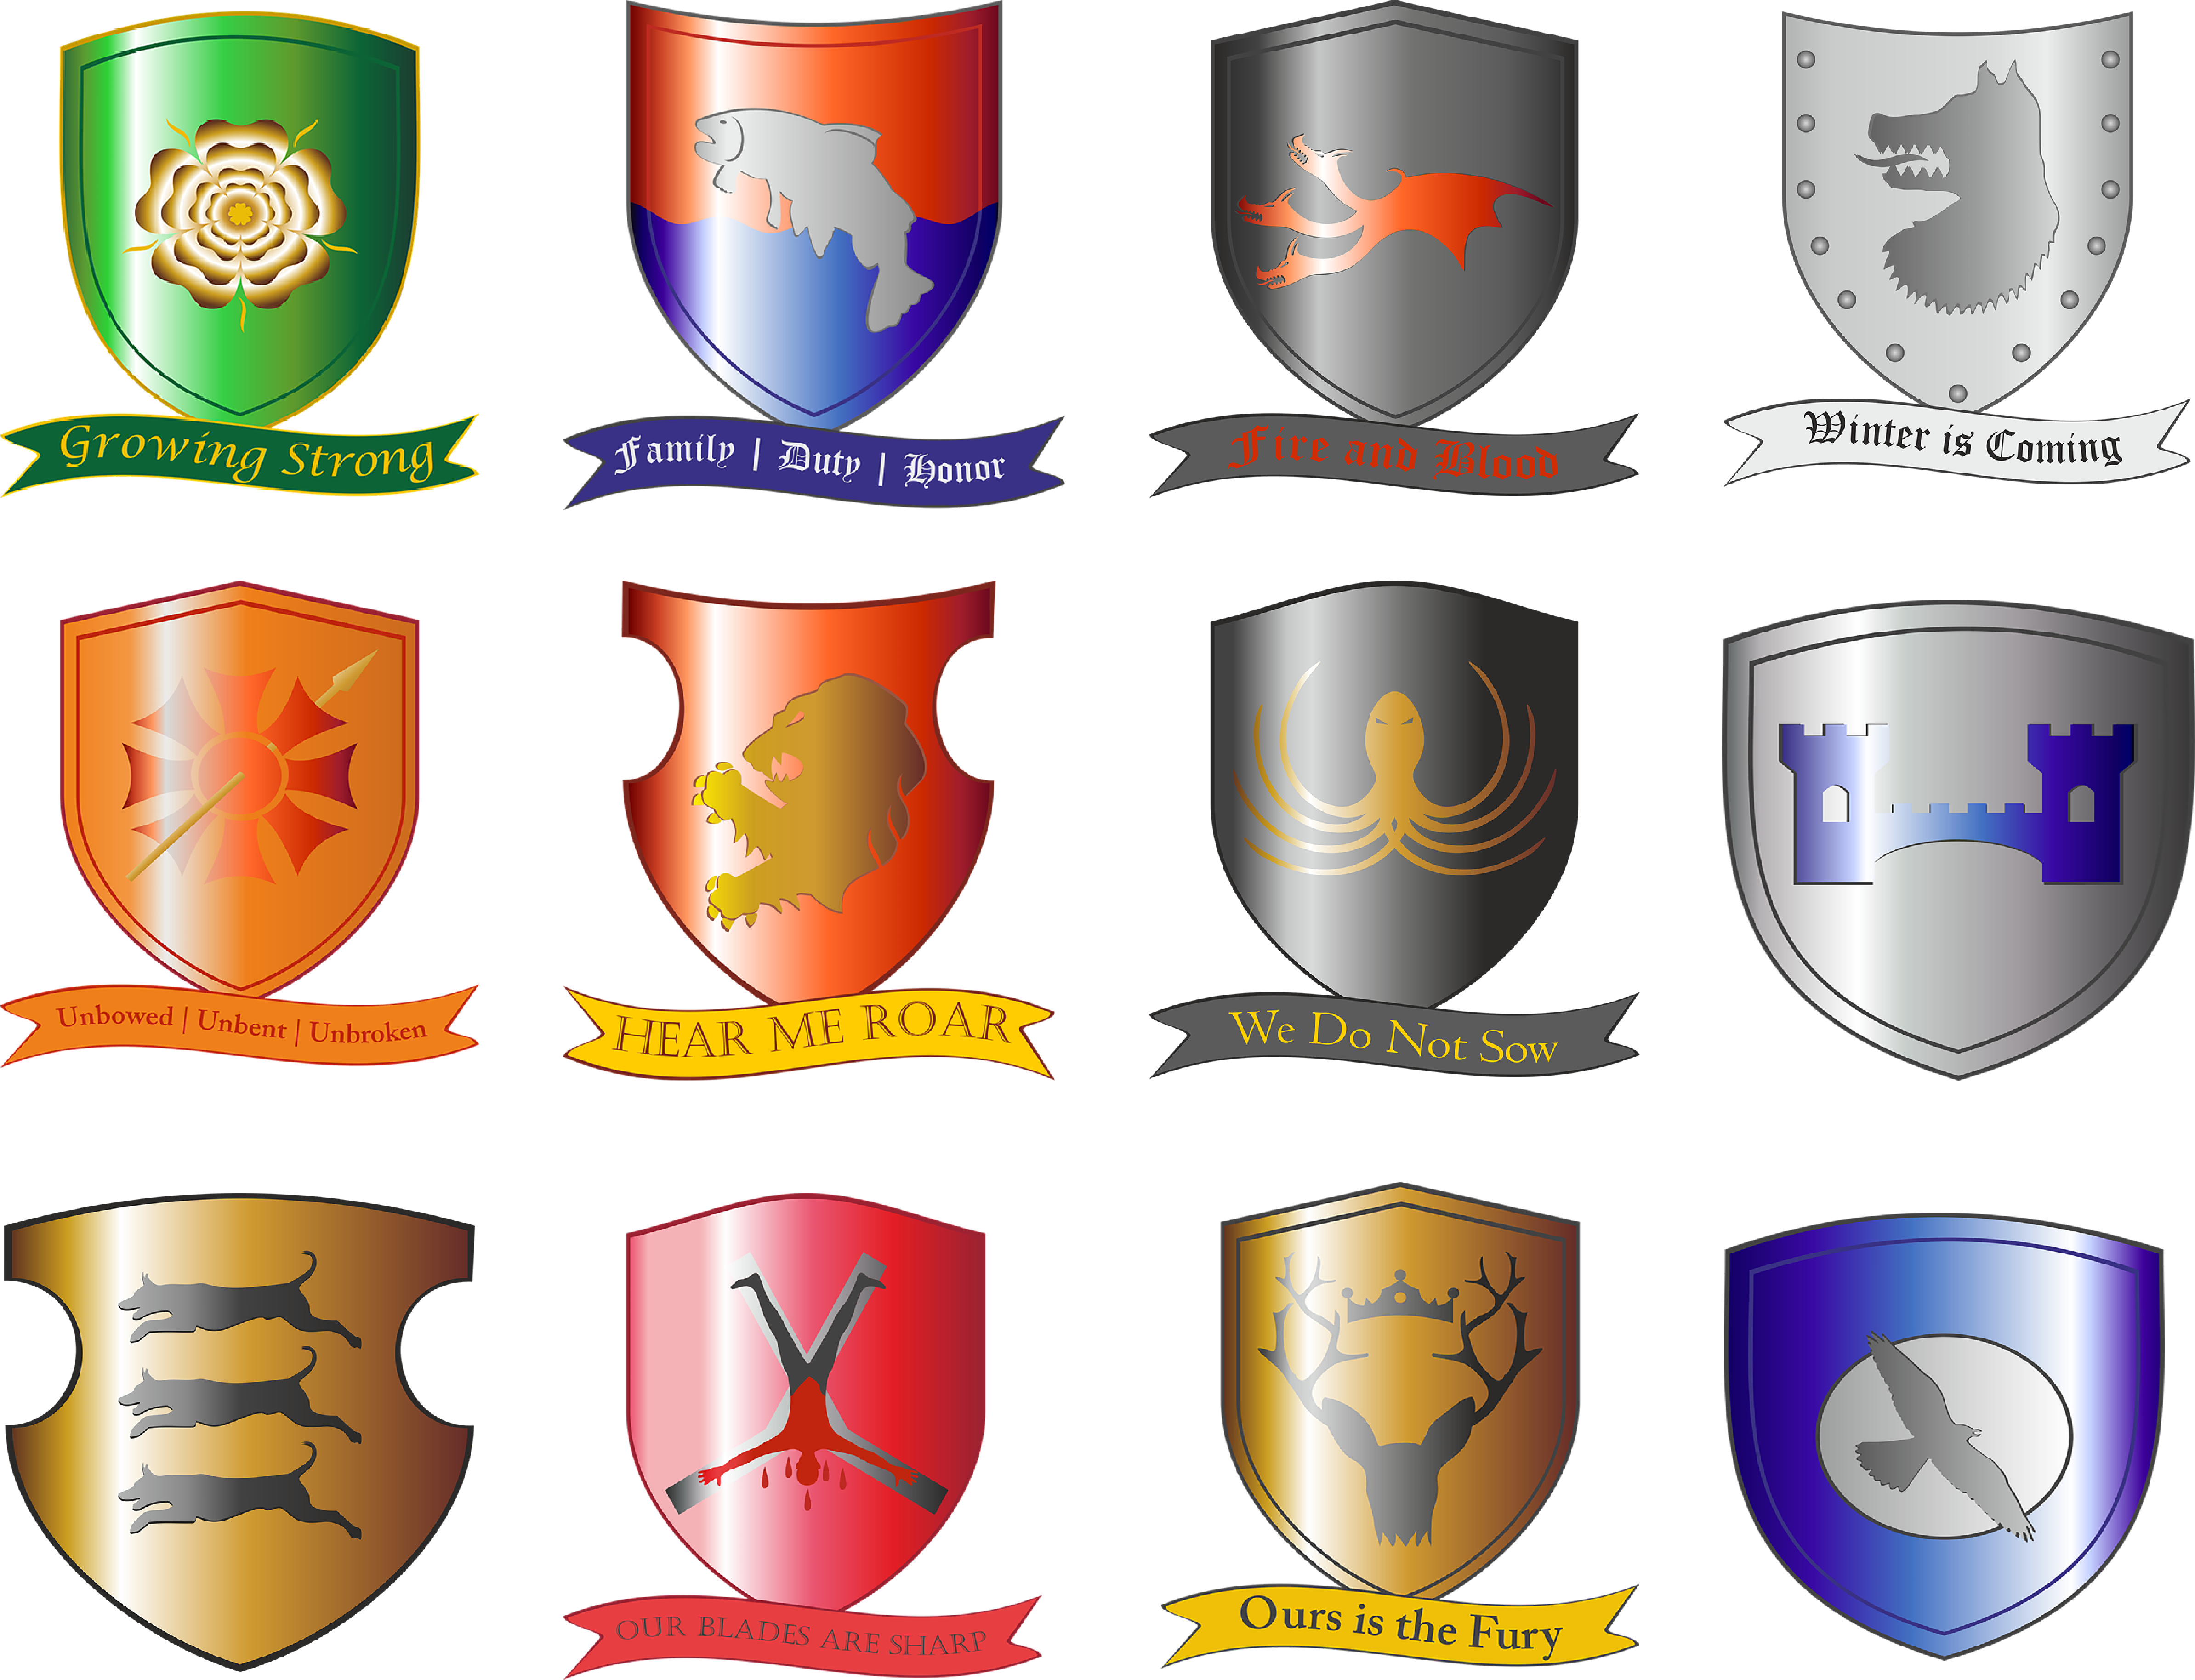 Growing Strong
Family | Duty | Honor
Fire and Blood
Winter is Coming
Unbowed | Unbent | Unbroken
HEAR ME ROAR
We Do Not Sow
OUR BLADES ARE SHARP
Ours is the Fury